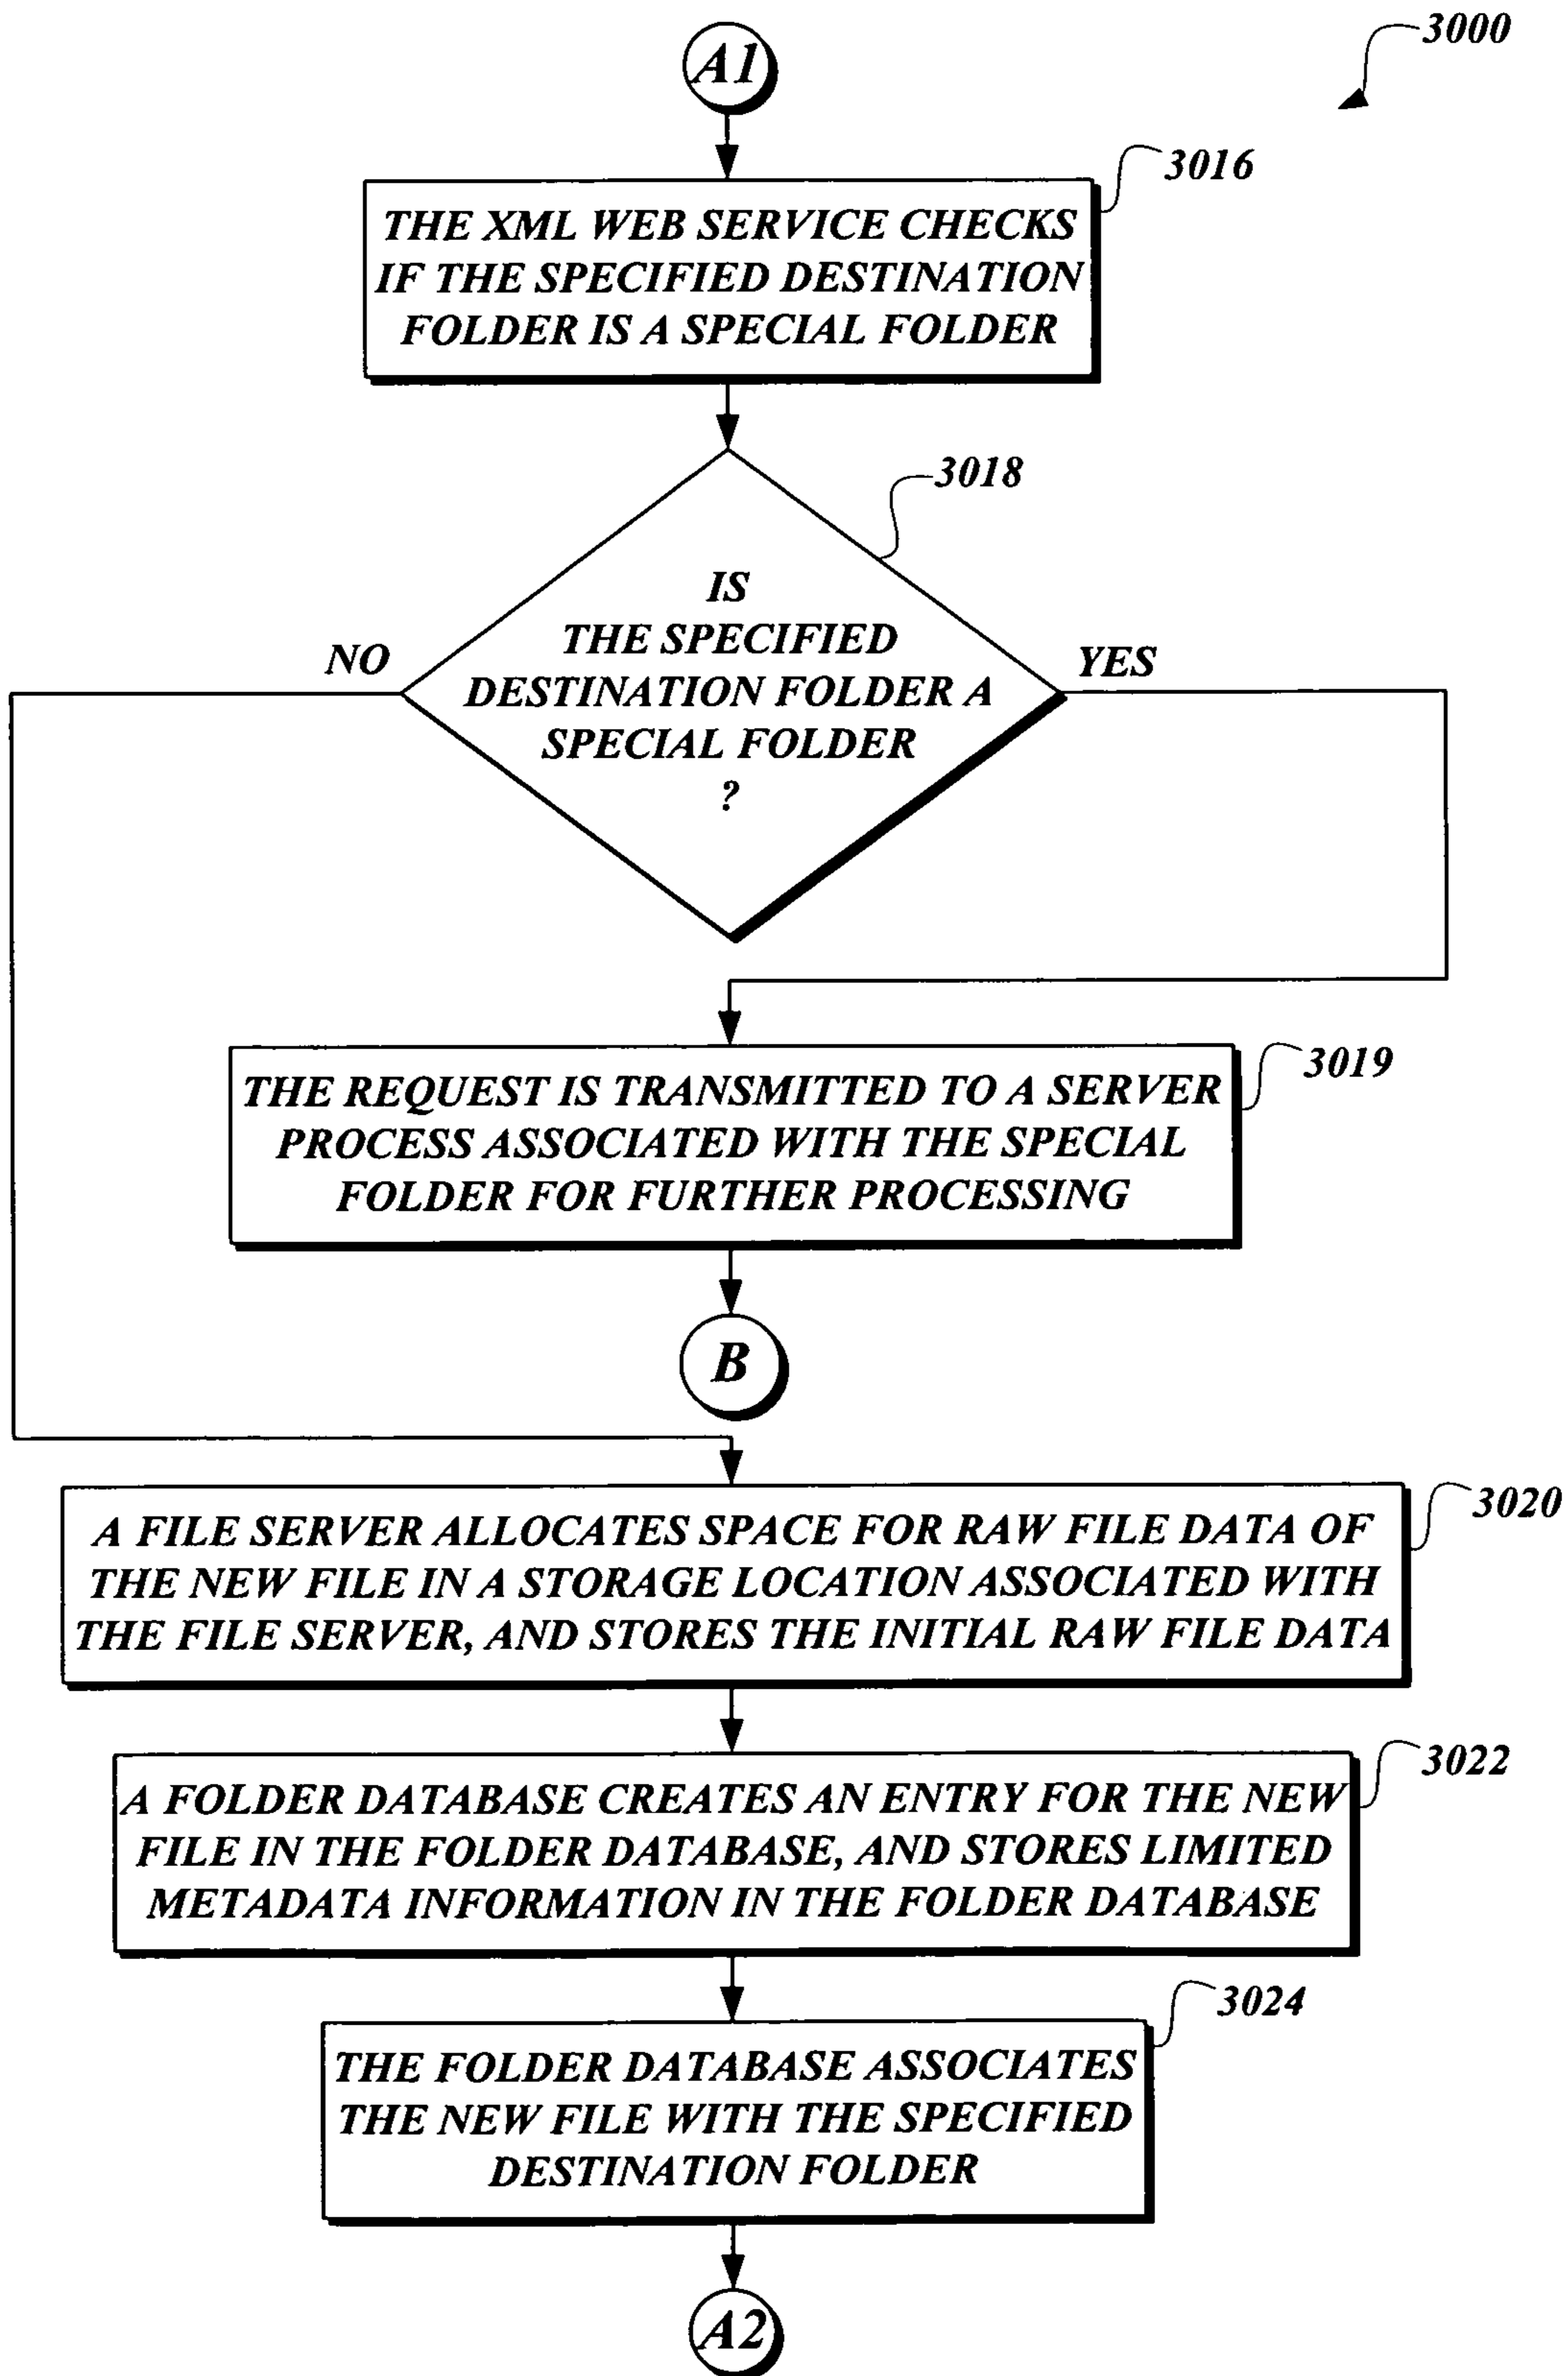 3000
A1
3016
THE XML WEB SERVICE CHECKS
IF THE SPECIFIED DESTINATION
FOLDER IS A SPECIAL FOLDER
3018
IS
THE SPECIFIED
DESTINATION FOLDER A
SPECIAL FOLDER
?
NO
YES
3019
THE REQUEST IS TRANSMITTED TO A SERVER
PROCESS ASSOCIATED WITH THE SPECIAL
FOLDER FOR FURTHER PROCESSING
B
3020
A FILE SERVER ALLOCATES SPACE FOR RAW FILE DATA OF
THE NEW FILE IN A STORAGE LOCATION ASSOCIATED WITH
THE FILE SERVER, AND STORES THE INITIAL RAW FILE DATA
3022
A FOLDER DATABASE CREATES AN ENTRY FOR THE NEW
FILE IN THE FOLDER DATABASE, AND STORES LIMITED
METADATA INFORMATION IN THE FOLDER DATABASE
3024
THE FOLDER DATABASE ASSOCIATES
THE NEW FILE WITH THE SPECIFIED
DESTINATION FOLDER
A2